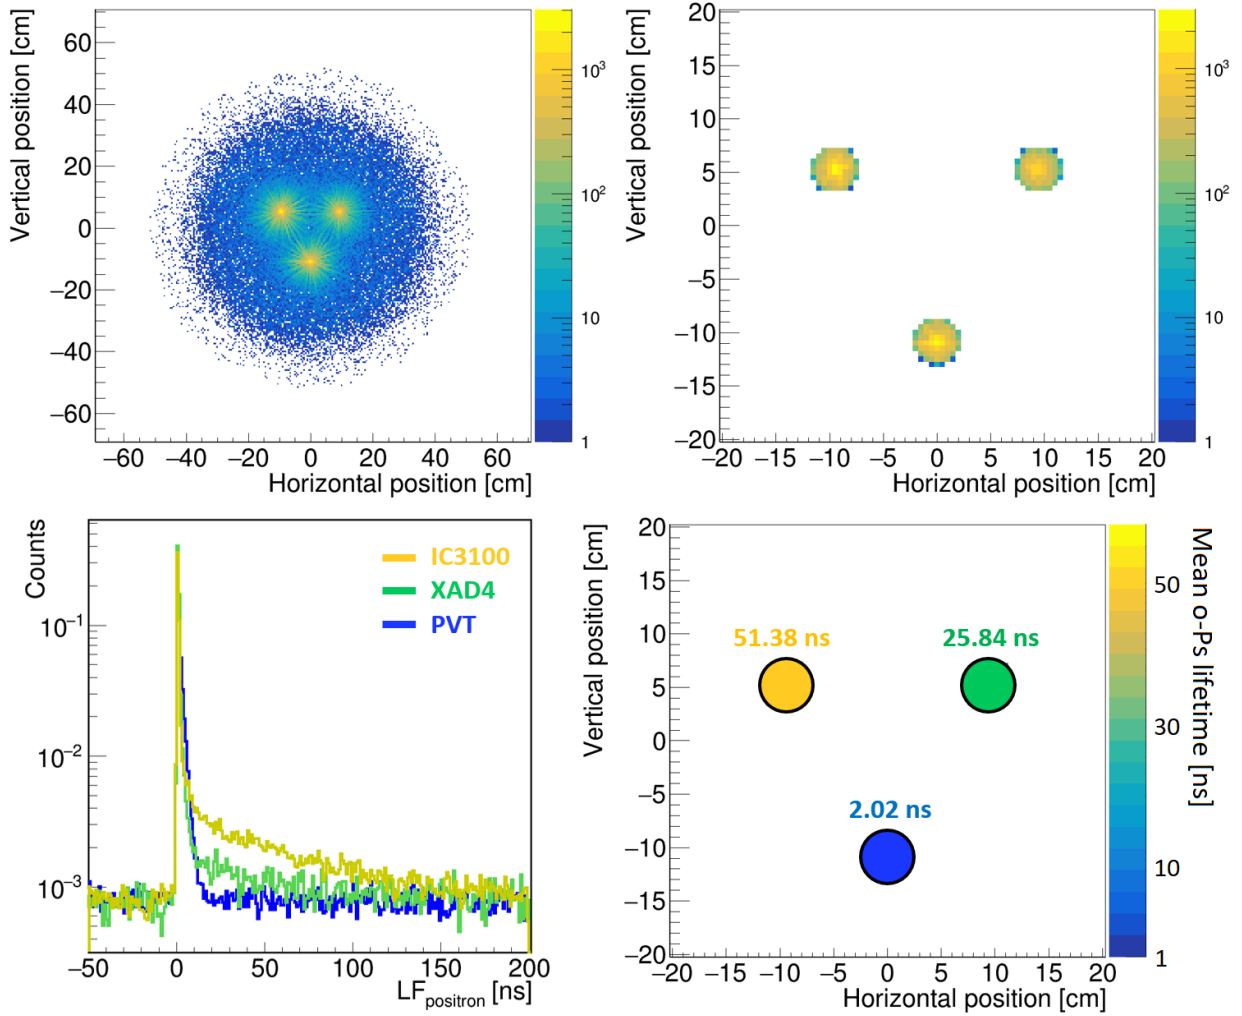 Vertical position [cm]
60
40
20
0
−20
−40
−60
−60 −40 −20 0 20 40 60
Horizontal position [cm]
10³
10²
10
1
Vertical position [cm]
20
15
10
5
0
−5
−10
−15
−20
−20 −15 −10 −5 0 5 10 15 20
Horizontal position [cm]
10³
10²
10
1
Counts
10⁻¹
10⁻²
10⁻³
IC3100
XAD4
PVT
−50 0 50 100 150 200
LFpositron [ns]
Vertical position [cm]
20
15
10
5
0
−5
−10
−15
−20
51.38 ns
25.84 ns
2.02 ns
−20 −15 −10 −5 0 5 10 15 20
Horizontal position [cm]
50
30
10
1
Mean o-Ps lifetime [ns]